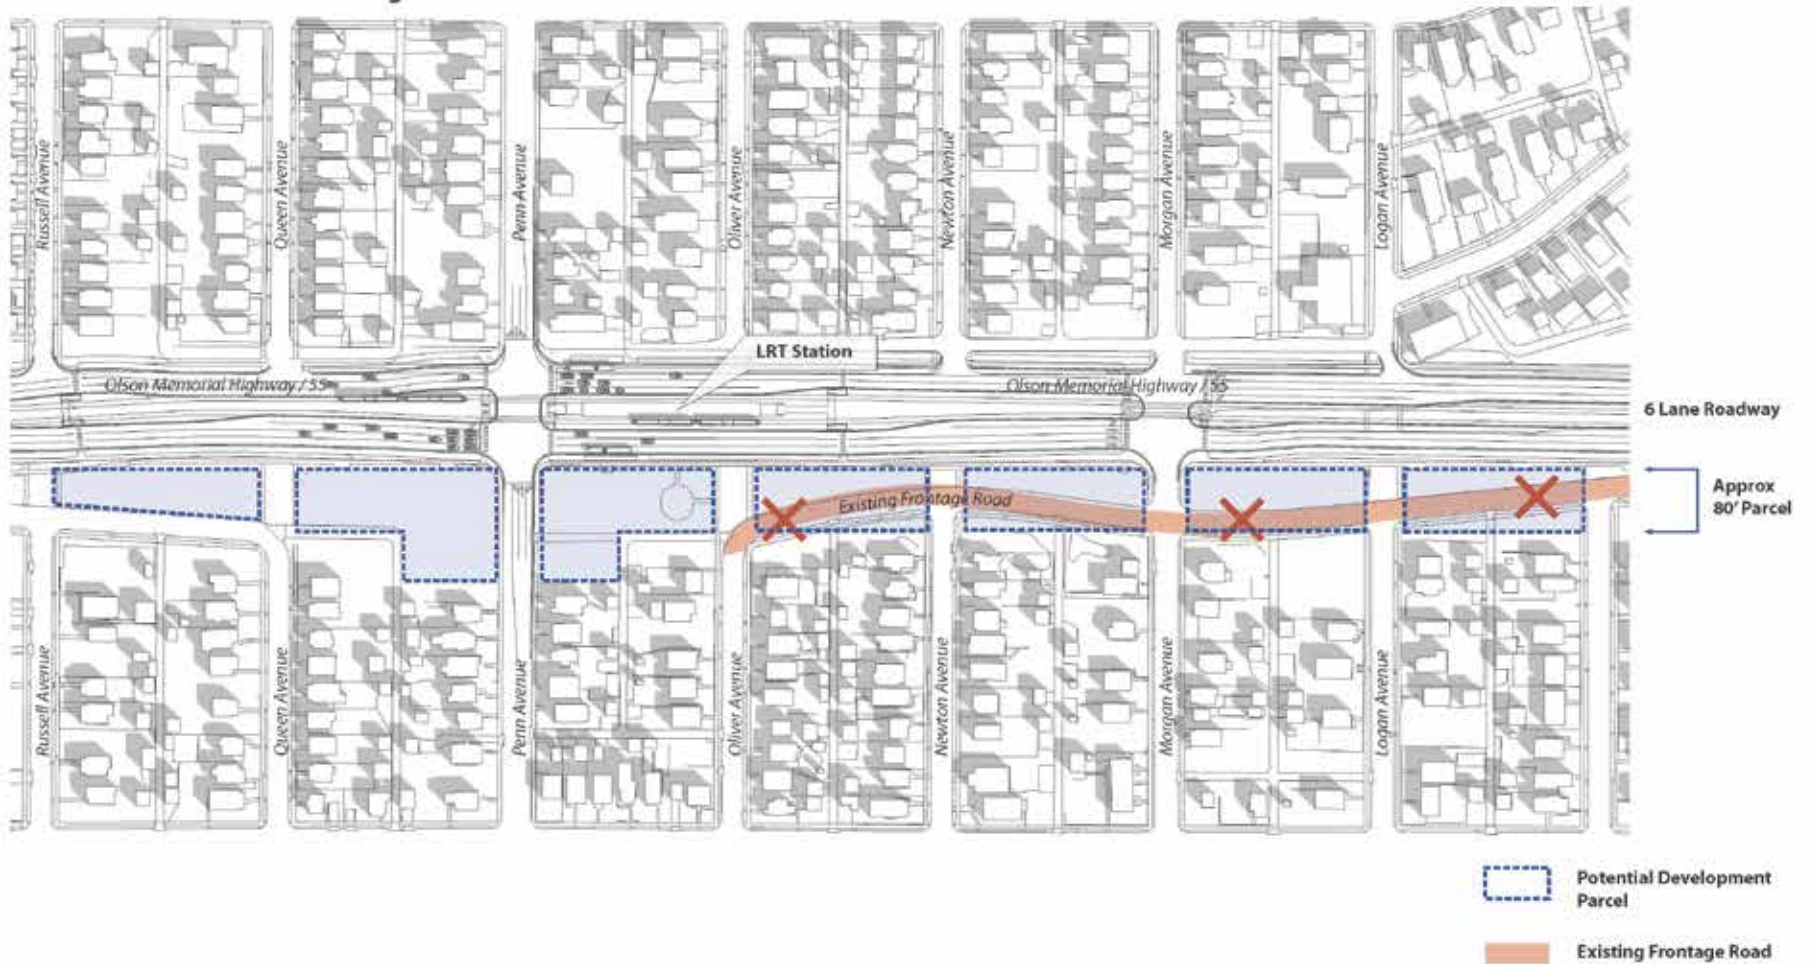 Russell Avenue
Queen Avenue
Penn Avenue
Oliver Avenue
Newton Avenue
Morgan Avenue
Logan Avenue
LRT Station
Olson Memorial Highway / 55
Olson Memorial Highway / 55
6 Lane Roadway
Existing Frontage Road
Approx
80' Parcel
Russell Avenue
Queen Avenue
Penn Avenue
Oliver Avenue
Newton Avenue
Morgan Avenue
Logan Avenue
Potential Development
Parcel
Existing Frontage Road